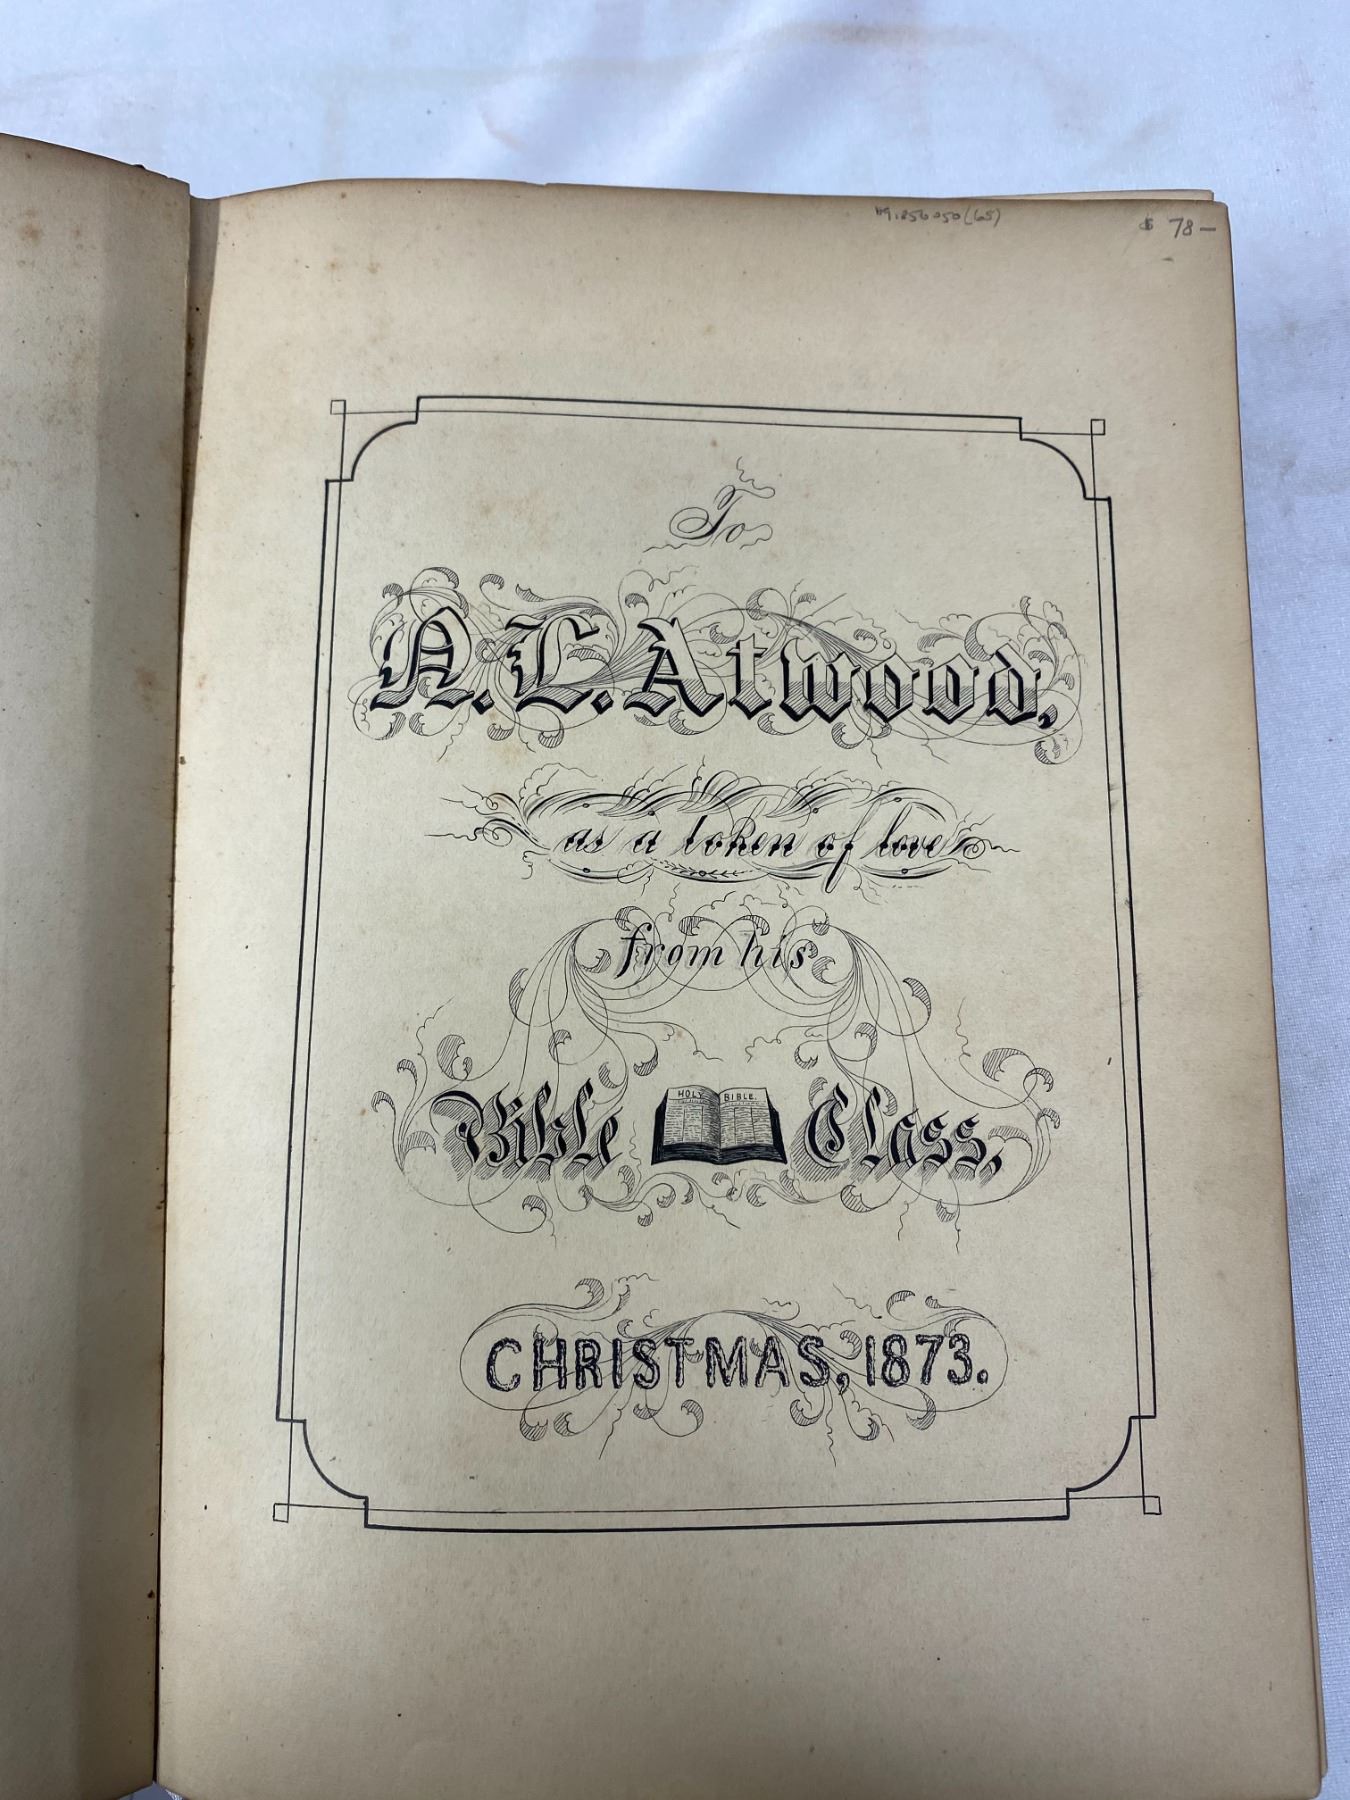 $ 78 –
To
A. L. Atwood,
as a token of love
from his
Bible HOLY BIBLE. Class,
CHRISTMAS, 1873.